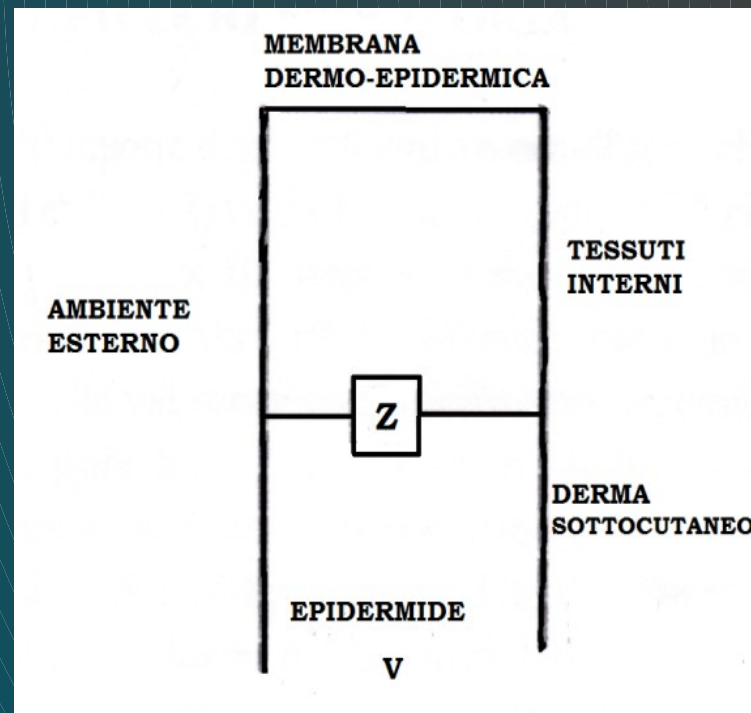 MEMBRANA
DERMO-EPIDERMICA
TESSUTI
INTERNI
AMBIENTE
ESTERNO
Z
DERMA
SOTTOCUTANEO
EPIDERMIDE
V